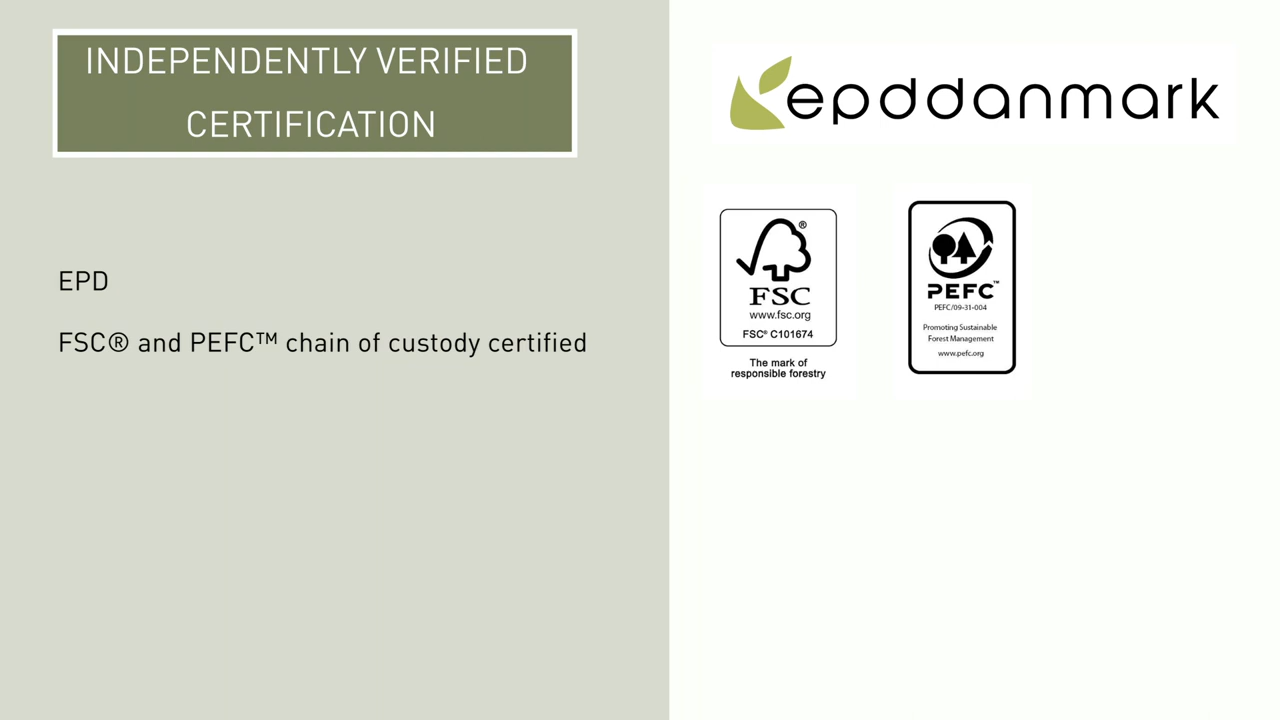 INDEPENDENTLY VERIFIED
CERTIFICATION
EPD
FSC® and PEFC™ chain of custody certified
epddanmark
®
FSC
www.fsc.org
FSC® C101674
The mark of
responsible forestry
PEFC™
PEFC/09-31-004
Promoting Sustainable
Forest Management
www.pefc.org